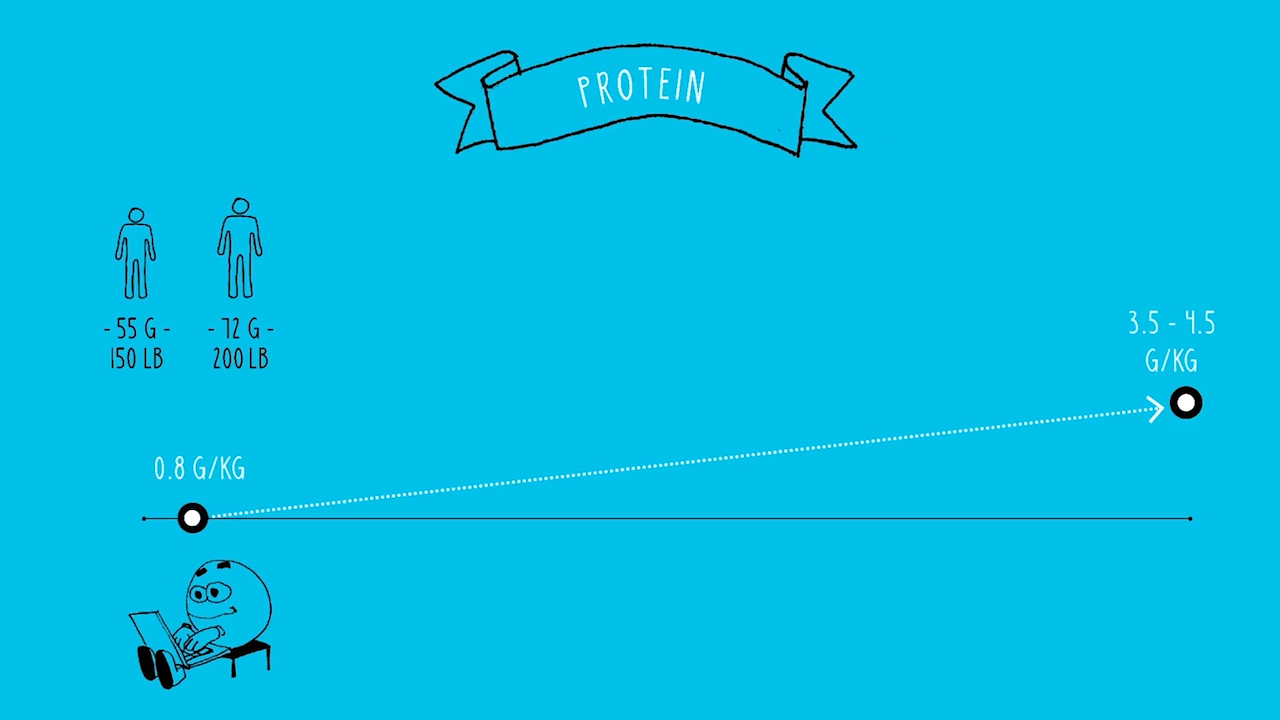 PROTEIN
- 55 G -
150 LB
- 72 G -
200 LB
3.5 - 4.5
G/KG
0.8 G/KG